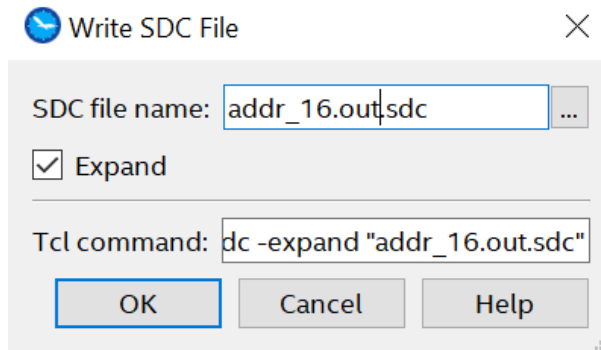 Write SDC File
SDC file name: addr_16.out.sdc ...
Expand
Tcl command: dc -expand "addr_16.out.sdc"
OK Cancel Help